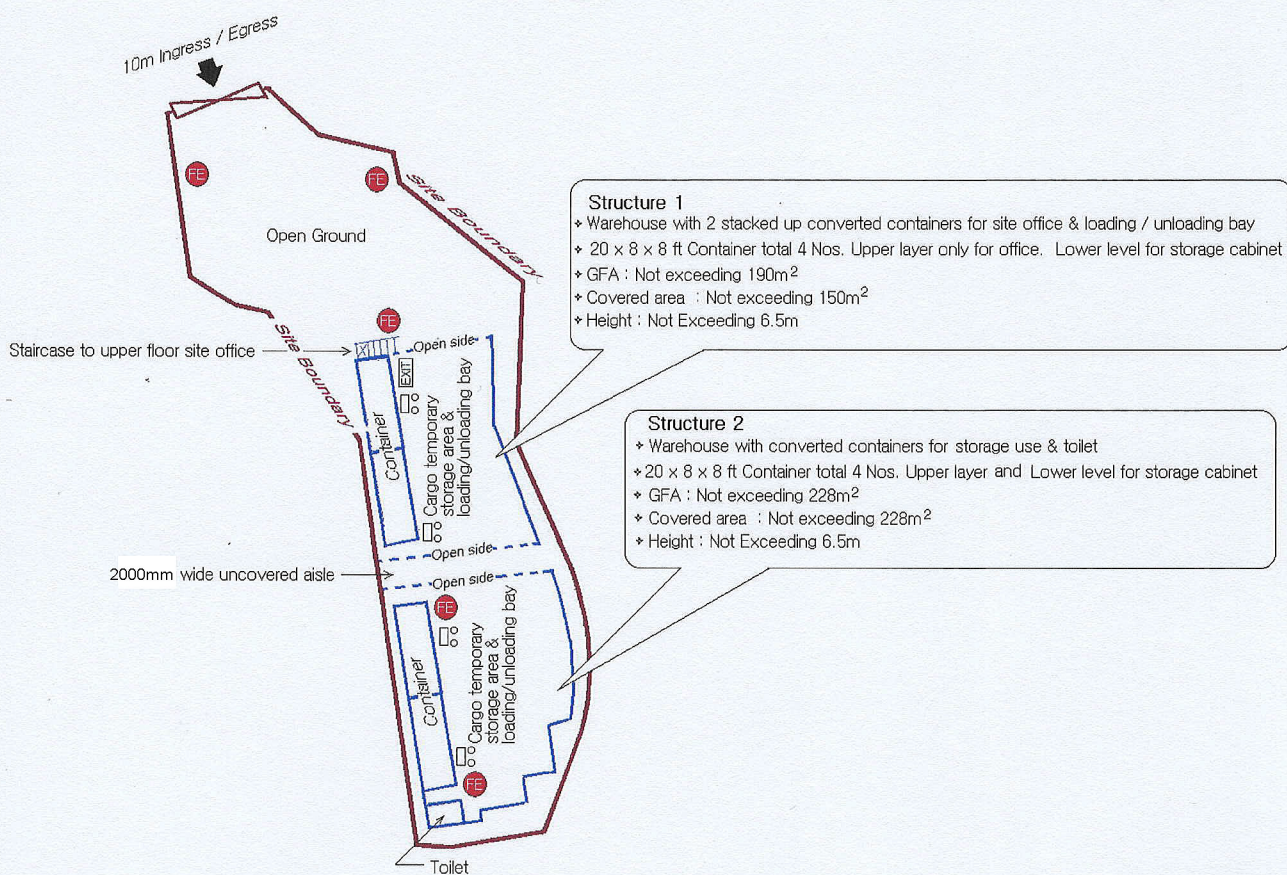 10m Ingress / Egress
FE
FE
Site Boundary
Open Ground
Structure 1
❖ Warehouse with 2 stacked up converted containers for site office & loading / unloading bay
❖ 20 x 8 x 8 ft Container total 4 Nos. Upper layer only for office. Lower level for storage cabinet
❖ GFA : Not exceeding 190m²
❖ Covered area : Not exceeding 150m²
❖ Height : Not Exceeding 6.5m
FE
Site Boundary
Staircase to upper floor site office
Open side
EXIT
Container
Cargo temporary
storage area &
loading/unloading bay
Structure 2
❖ Warehouse with converted containers for storage use & toilet
❖ 20 x 8 x 8 ft Container total 4 Nos. Upper layer and Lower level for storage cabinet
❖ GFA : Not exceeding 228m²
❖ Covered area : Not exceeding 228m²
❖ Height : Not Exceeding 6.5m
Open side
2000mm wide uncovered aisle
Open side
FE
Container
Cargo temporary
storage area &
loading/unloading bay
FE
Toilet